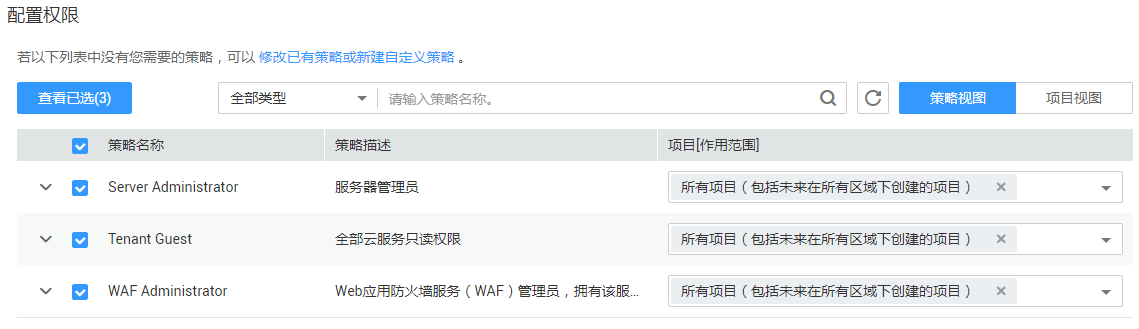 配置权限
若以下列表中没有您需要的策略，可以 修改已有策略或新建自定义策略 。
查看已选(3) 全部类型 请输入策略名称。 策略视图 项目视图
策略名称 策略描述 项目[作用范围]
Server Administrator 服务器管理员 所有项目（包括未来在所有区域下创建的项目） ×
Tenant Guest 全部云服务只读权限 所有项目（包括未来在所有区域下创建的项目） ×
WAF Administrator Web应用防火墙服务（WAF）管理员，拥有该服... 所有项目（包括未来在所有区域下创建的项目） ×